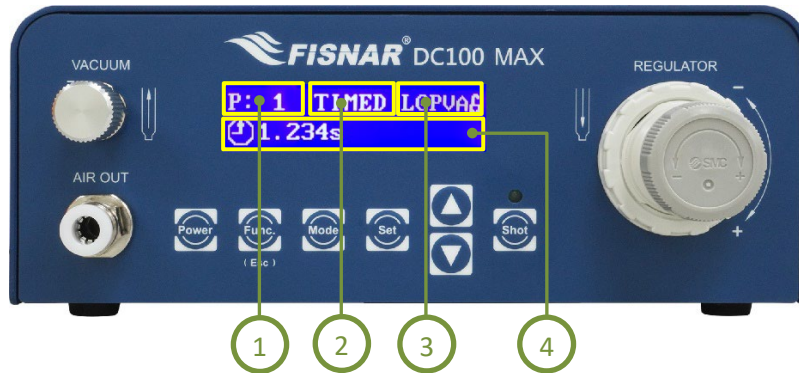 FISNAR® DC100 MAX
VACUUM
REGULATOR
P: 1 TIMED
1.234s
AIR OUT
SMC
Power
Func.
(Esc)
Mode
Set
Shot
-
+
-
+
1
2
3
4